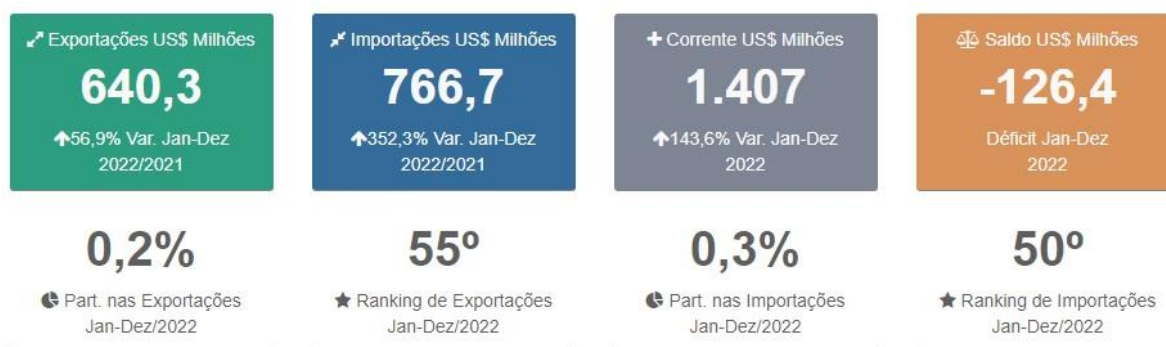 Exportações US$ Milhões
640,3
56,9% Var. Jan-Dez
2022/2021
Importações US$ Milhões
766,7
352,3% Var. Jan-Dez
2022/2021
Corrente US$ Milhões
1.407
143,6% Var. Jan-Dez
2022
Saldo US$ Milhões
-126,4
Déficit Jan-Dez
2022
0,2%
Part. nas Exportações
Jan-Dez/2022
55º
Ranking de Exportações
Jan-Dez/2022
0,3%
Part. nas Importações
Jan-Dez/2022
50º
Ranking de Importações
Jan-Dez/2022